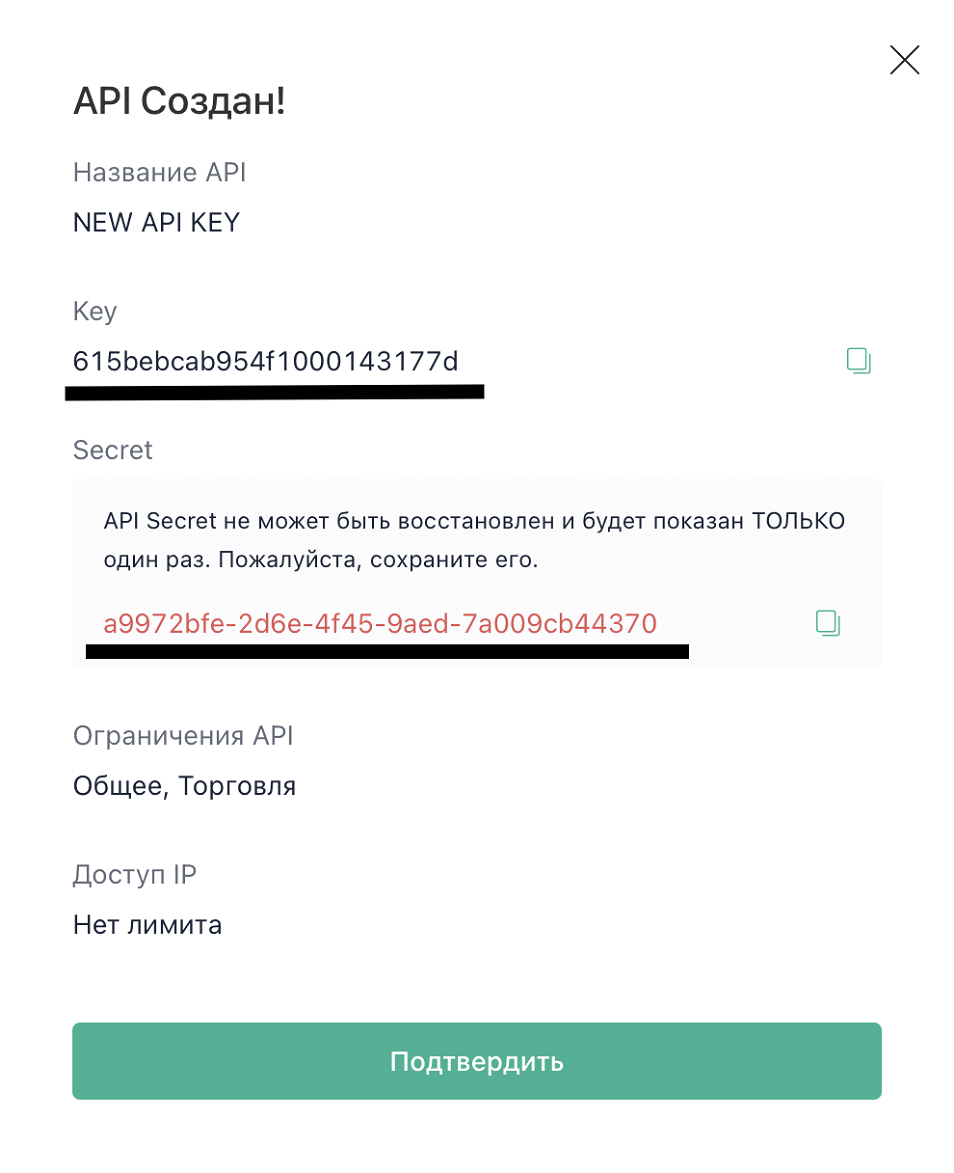 API Создан!
Название API
NEW API KEY
Key
615bebcab954f1000143177d
Secret
API Secret не может быть восстановлен и будет показан ТОЛЬКО
один раз. Пожалуйста, сохраните его.
a9972bfe-2d6e-4f45-9aed-7a009cb44370
Ограничения API
Общее, Торговля
Доступ IP
Нет лимита
Подтвердить